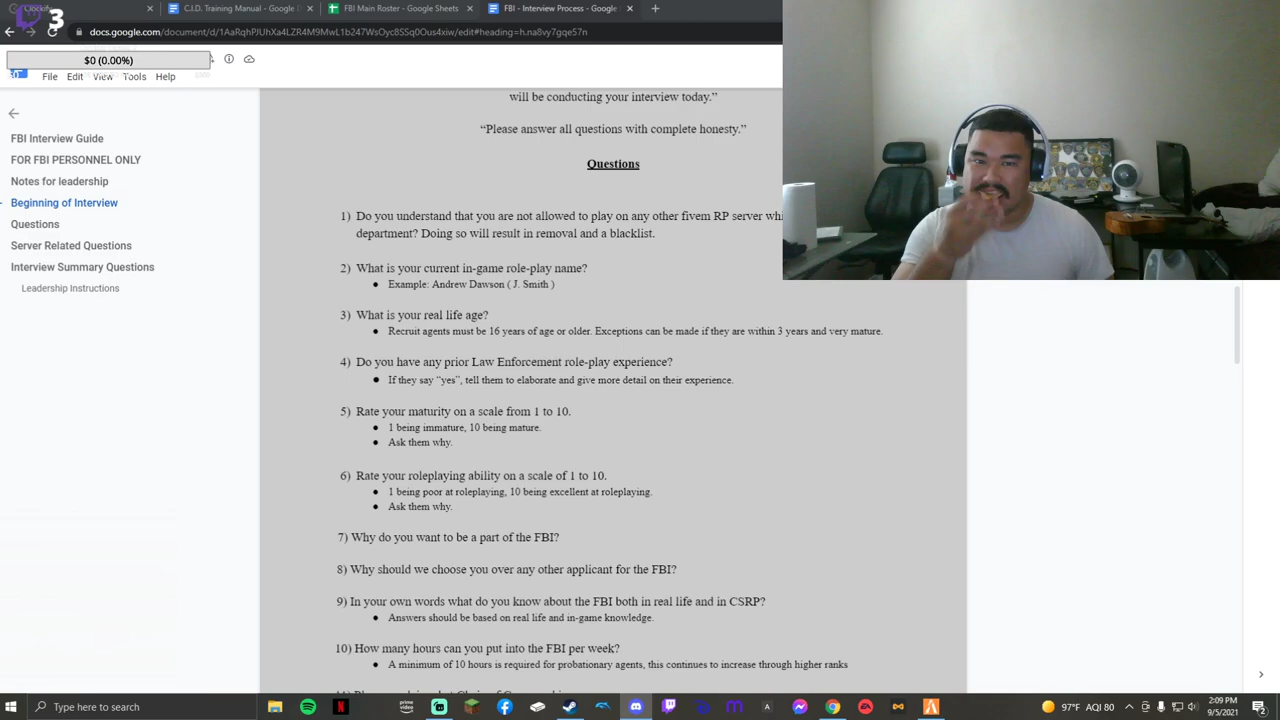 3
Clockify
C.I.D. Training Manual - Google
FBI Main Roster - Google Sheets
FBI - Interview Process - Google
docs.google.com/document/d/1AaRqhPJUhXa4LZR4M9MwL1b247WsOyc8SSq0Ous4xiw/edit#heading=h.na8vy7gqe57n
$0 (0.00%)
File Edit View Tools Help
FBI Interview Guide
FOR FBI PERSONNEL ONLY
Notes for leadership
Beginning of Interview
Questions
Server Related Questions
Interview Summary Questions
Leadership Instructions
will be conducting your interview today.”
“Please answer all questions with complete honesty.”
Questions
1) Do you understand that you are not allowed to play on any other fivem RP server
department? Doing so will result in removal and a blacklist.
2) What is your current in-game role-play name?
● Example: Andrew Dawson ( J. Smith )
3) What is your real life age?
● Recruit agents must be 16 years of age or older. Exceptions can be made if they are within 3 years and very mature.
4) Do you have any prior Law Enforcement role-play experience?
● If they say “yes”, tell them to elaborate and give more detail on their experience.
5) Rate your maturity on a scale from 1 to 10.
● 1 being immature, 10 being mature.
● Ask them why.
6) Rate your roleplaying ability on a scale of 1 to 10.
● 1 being poor at roleplaying, 10 being excellent at roleplaying.
● Ask them why.
7) Why do you want to be a part of the FBI?
8) Why should we choose you over any other applicant for the FBI?
9) In your own words what do you know about the FBI both in real life and in CSRP?
● Answers should be based on real life and in-game knowledge.
10) How many hours can you put into the FBI per week?
● A minimum of 10 hours is required for probationary agents, this continues to increase through higher ranks
Type here to search
prime video
97°F AQI 80
2:09 PM
9/5/2021
2